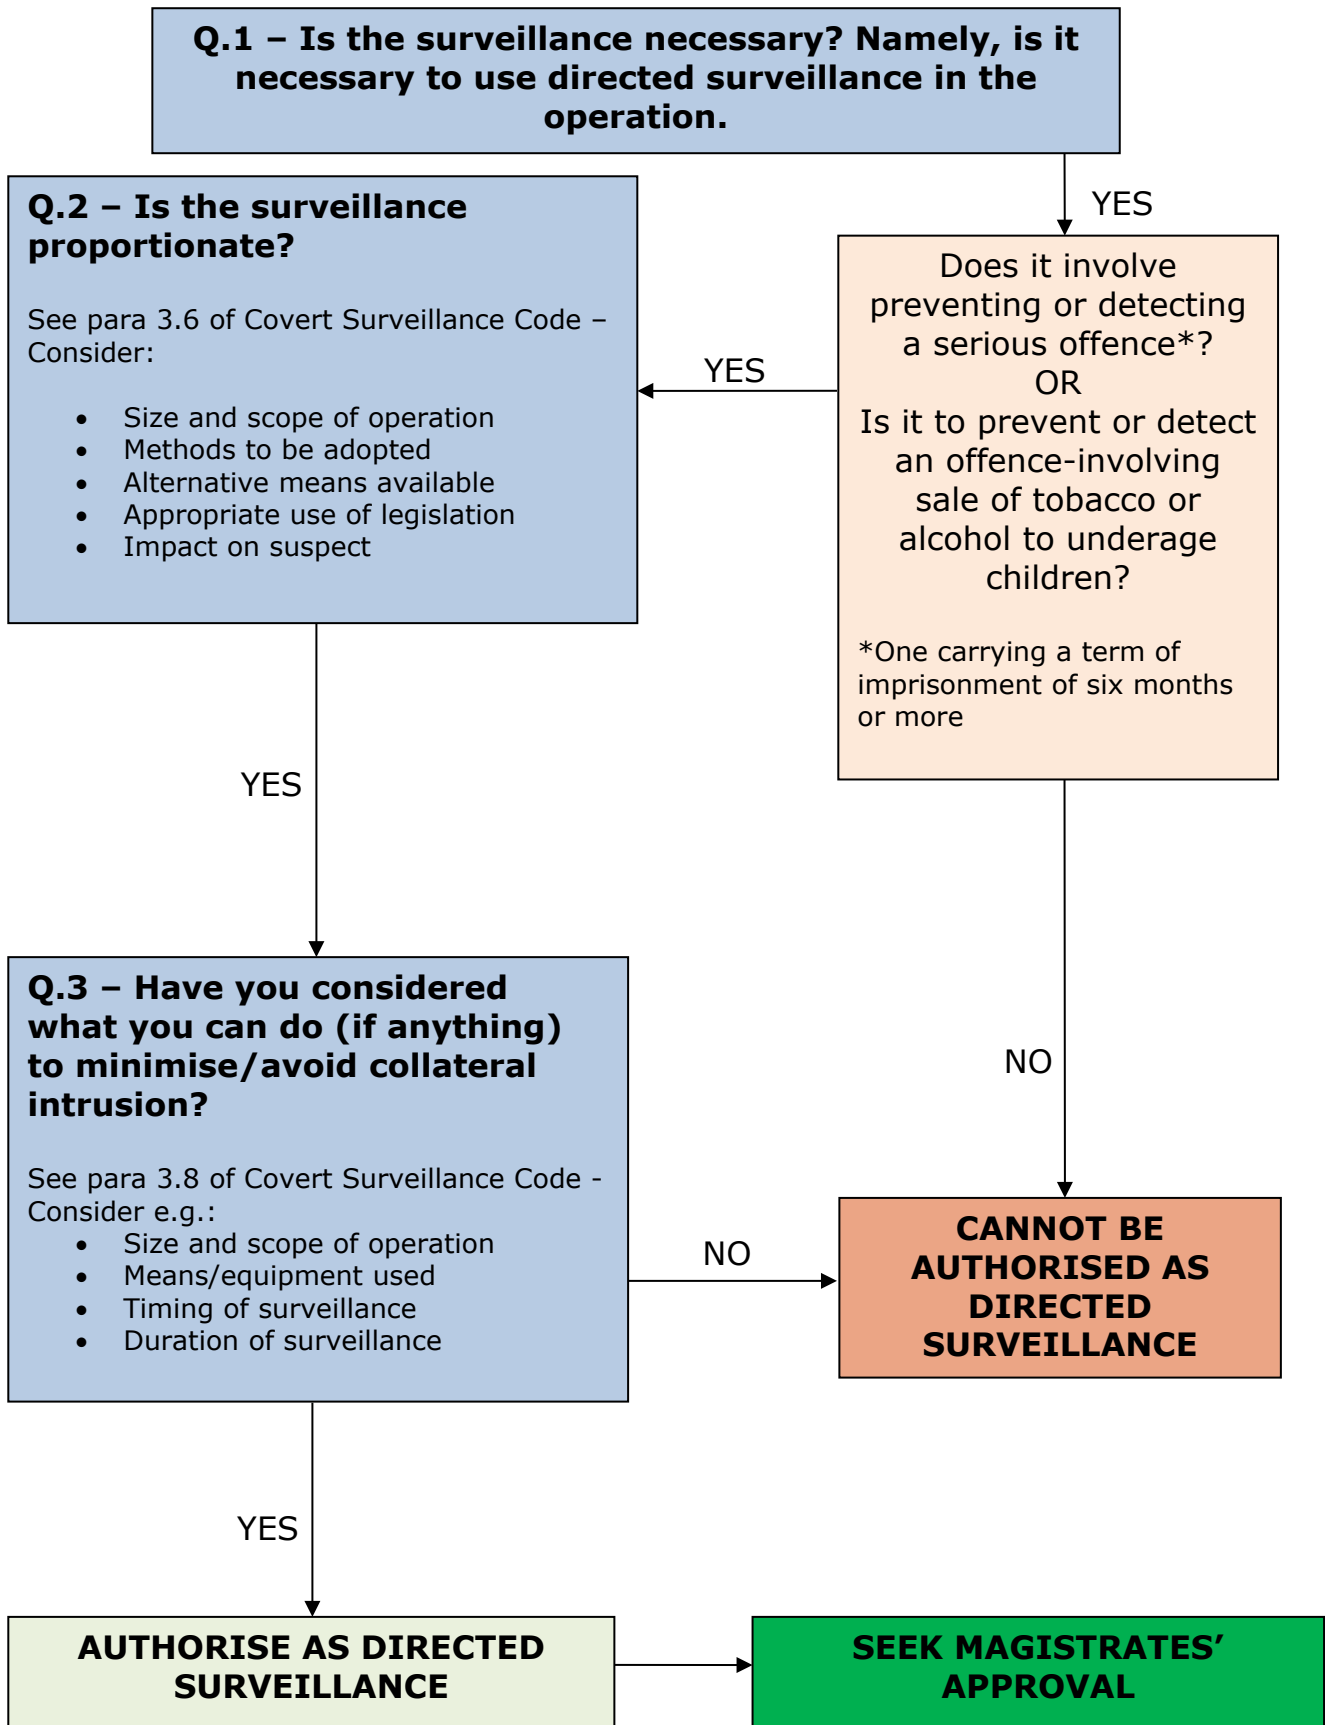 Q.1 – Is the surveillance necessary? Namely, is it
necessary to use directed surveillance in the
operation.
YES
Does it involve
preventing or detecting
a serious offence*?
OR
Is it to prevent or detect
an offence-involving
sale of tobacco or
alcohol to underage
children?
*One carrying a term of
imprisonment of six months
or more
YES
Q.2 – Is the surveillance
proportionate?
See para 3.6 of Covert Surveillance Code –
Consider:
• Size and scope of operation
• Methods to be adopted
• Alternative means available
• Appropriate use of legislation
• Impact on suspect
YES
NO
Q.3 – Have you considered
what you can do (if anything)
to minimise/avoid collateral
intrusion?
See para 3.8 of Covert Surveillance Code -
Consider e.g.:
• Size and scope of operation
• Means/equipment used
• Timing of surveillance
• Duration of surveillance
NO
CANNOT BE
AUTHORISED AS
DIRECTED
SURVEILLANCE
YES
AUTHORISE AS DIRECTED
SURVEILLANCE
SEEK MAGISTRATES’
APPROVAL